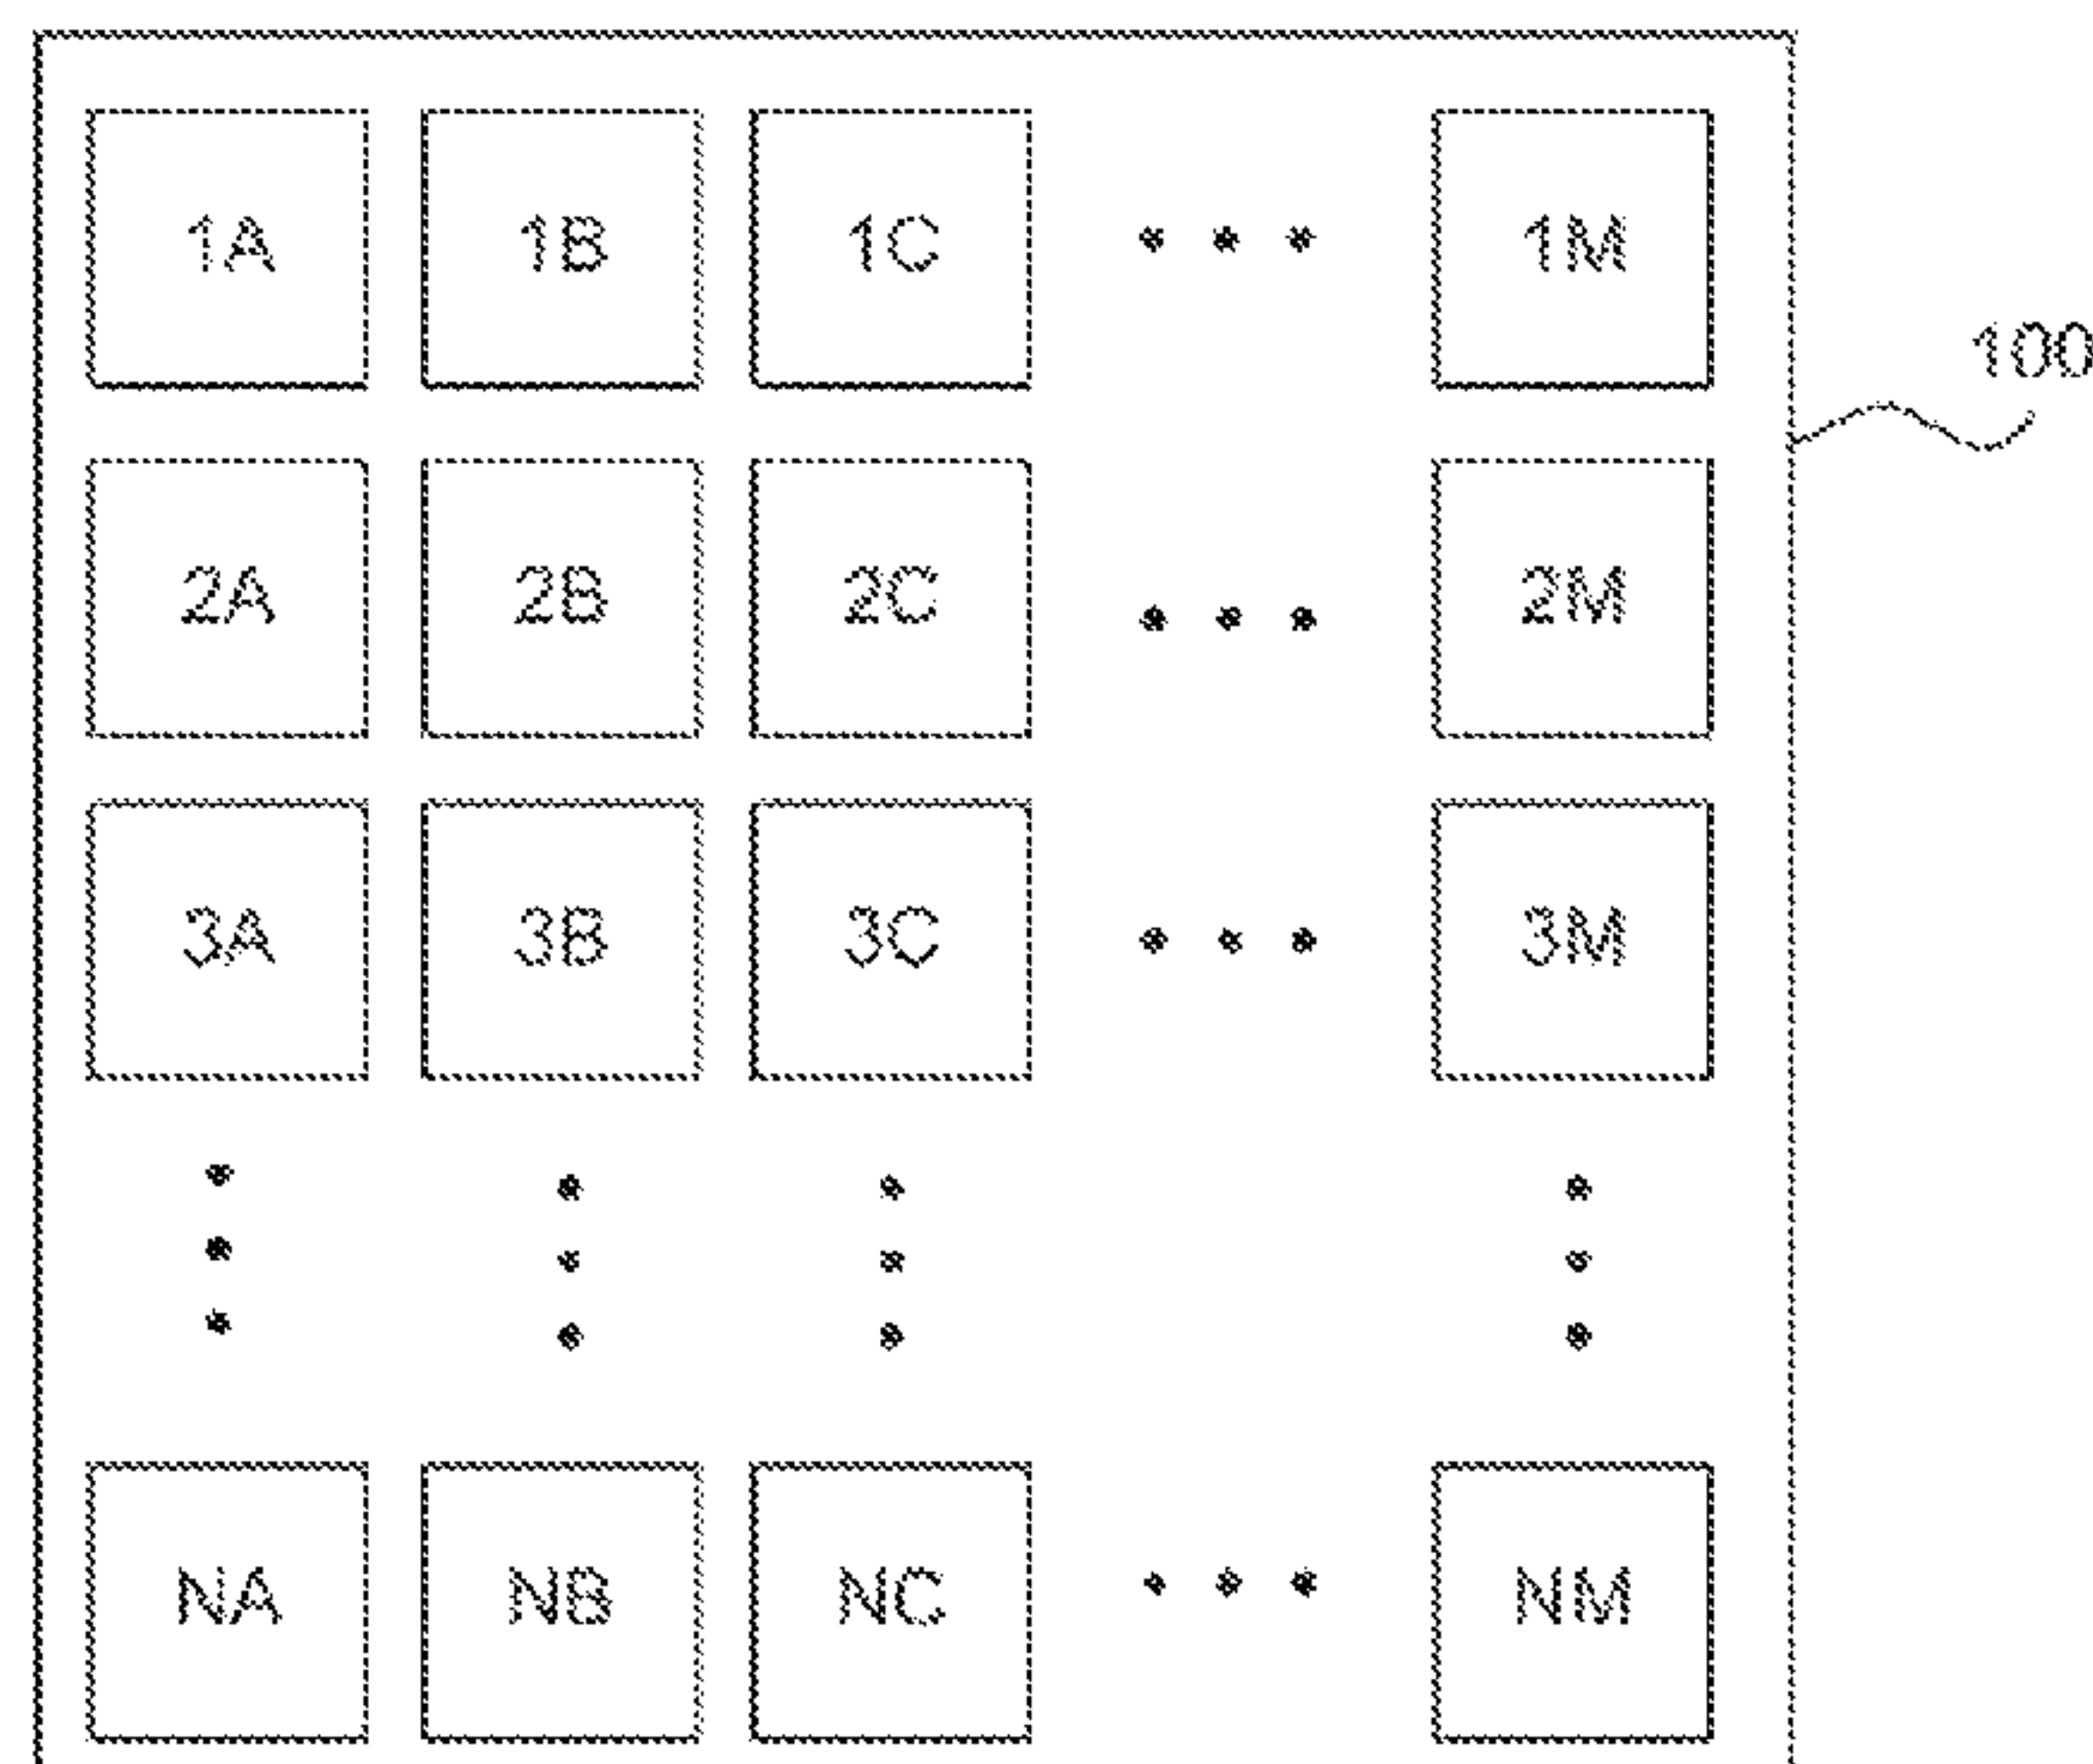 1A 1B 1C • • • 1M
100
2A 2B 2C • • • 2M
3A 3B 3C • • • 3M
NA NB NC • • • NM